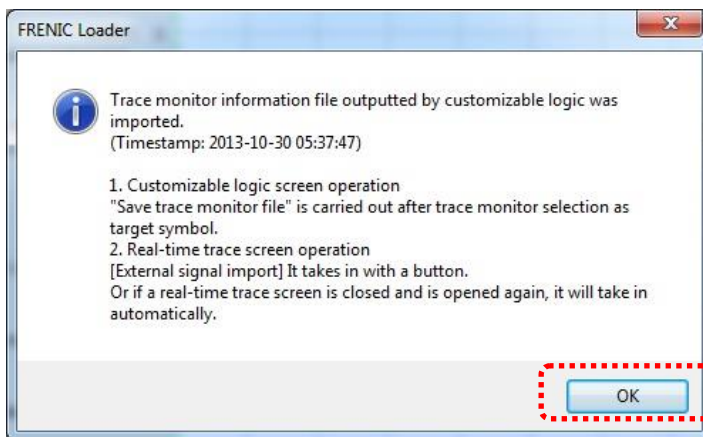 FRENIC Loader
Trace monitor information file outputted by customizable logic was
imported.
(Timestamp: 2013-10-30 05:37:47)
1. Customizable logic screen operation
"Save trace monitor file" is carried out after trace monitor selection as
target symbol.
2. Real-time trace screen operation
[External signal import] It takes in with a button.
Or if a real-time trace screen is closed and is opened again, it will take in
automatically.
OK